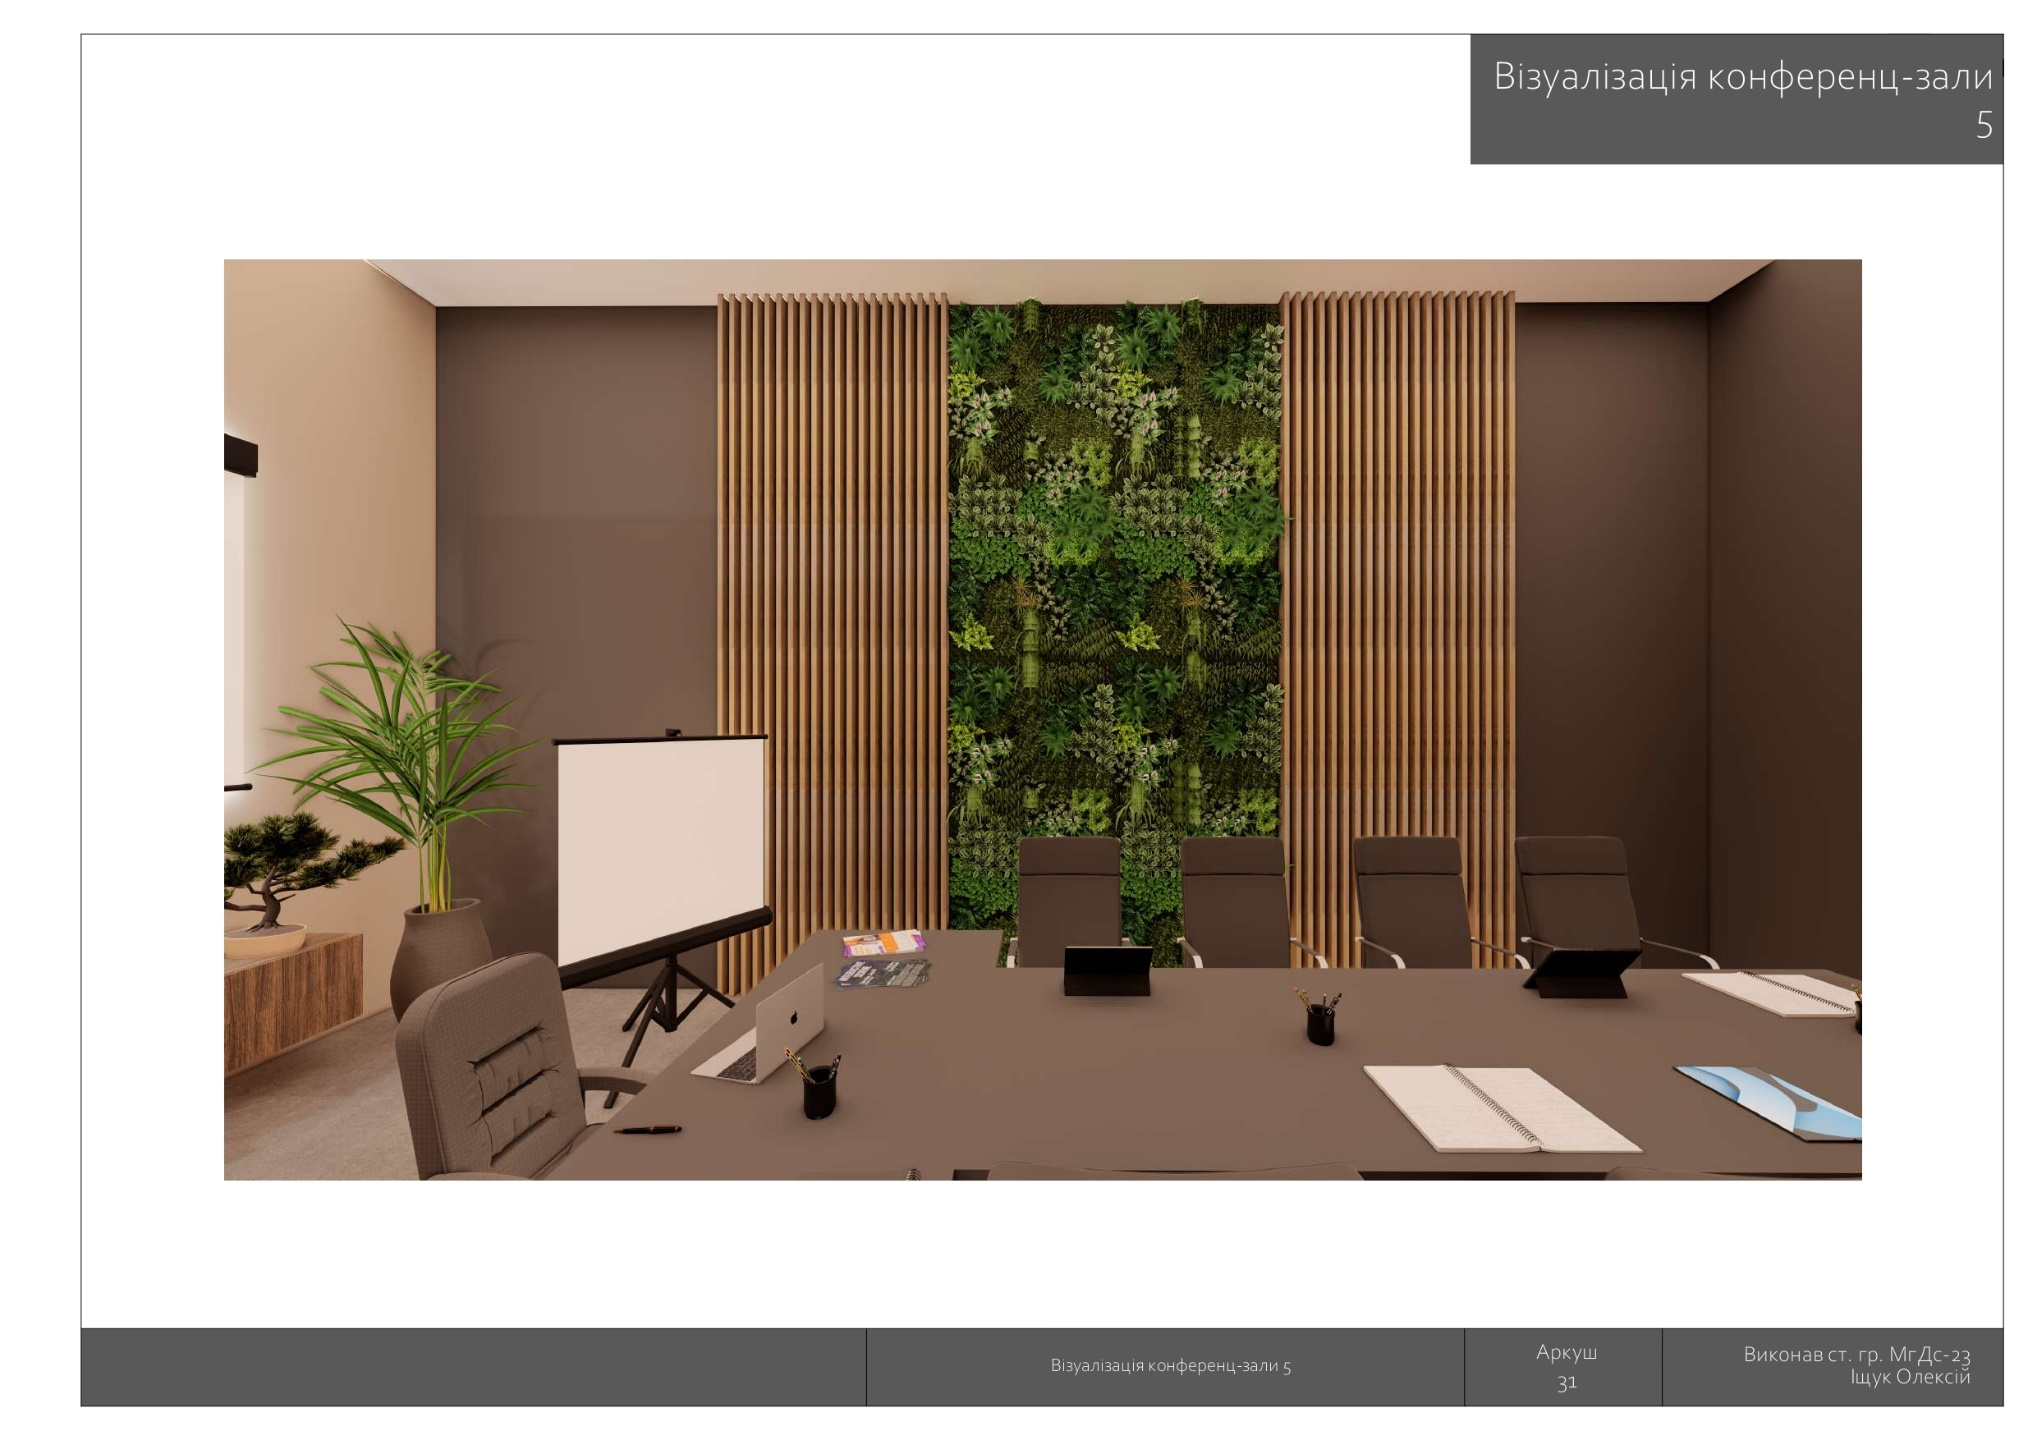 Візуалізація конференц-зали
5
Візуалізація конференц-зали 5
Аркуш
31
Виконав ст. гр. МгДс-23
Іщук Олексій